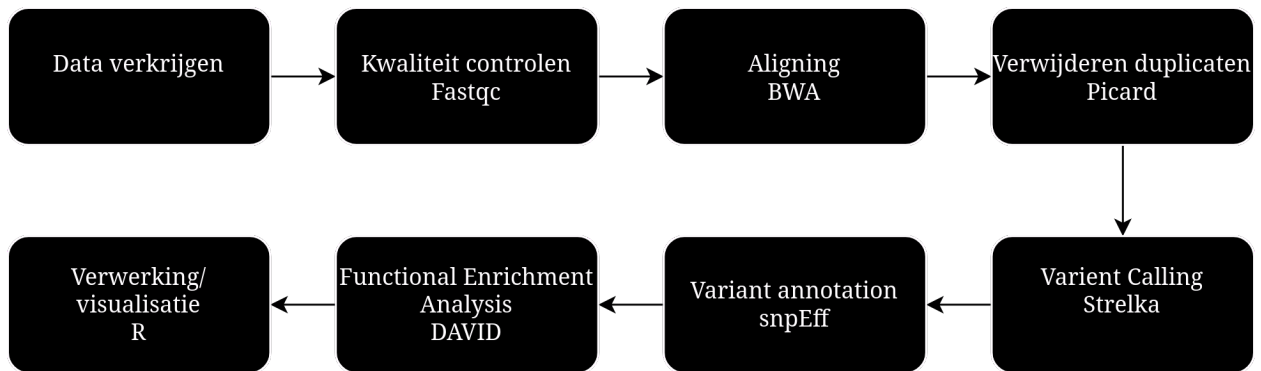 Data verkrijgen
Kwaliteit controlen
Fastqc
Aligning
BWA
Verwijderen duplicaten
Picard
Varient Calling
Strelka
Variant annotation
snpEff
Functional Enrichment
Analysis
DAVID
Verwerking/
visualisatie
R